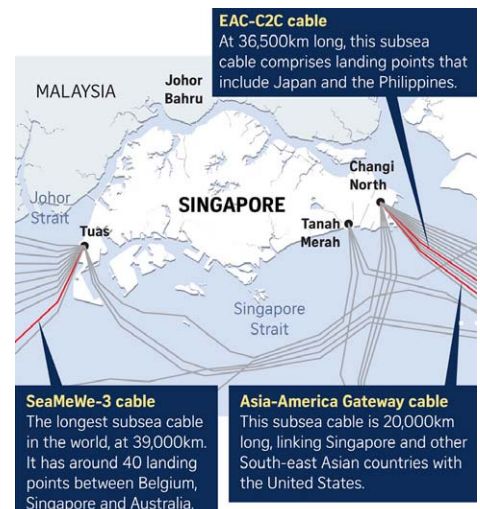 EAC-C2C cable
At 36,500km long, this subsea
cable comprises landing points that
include Japan and the Philippines.
MALAYSIA
Johor
Bahru
Johor
Strait
Changi
North
SINGAPORE
Tuas
Tanah
Merah
Singapore
Strait
SeaMeWe-3 cable
The longest subsea cable
in the world, at 39,000km.
It has around 40 landing
points between Belgium,
Singapore and Australia.
Asia-America Gateway cable
This subsea cable is 20,000km
long, linking Singapore and other
South-east Asian countries with
the United States.